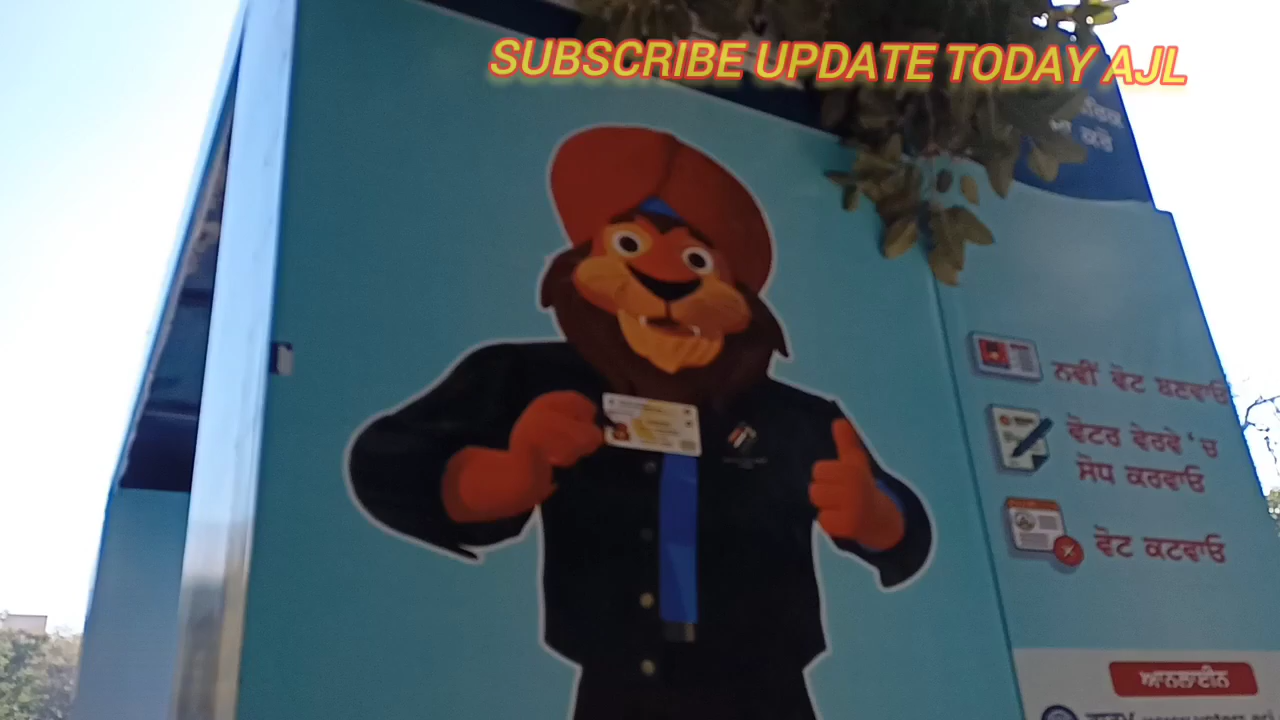 SUBSCRIBE UPDATE TODAY AJL
ਨਵੀਂ ਵੋਟ ਬਣਵਾਓ
ਵੋਟਰ ਵੇਰਵੇ 'ਚ
ਸੋਧ ਕਰਵਾਓ
ਵੋਟ ਕਟਵਾਓ
ਆਨਲਾਈਨ